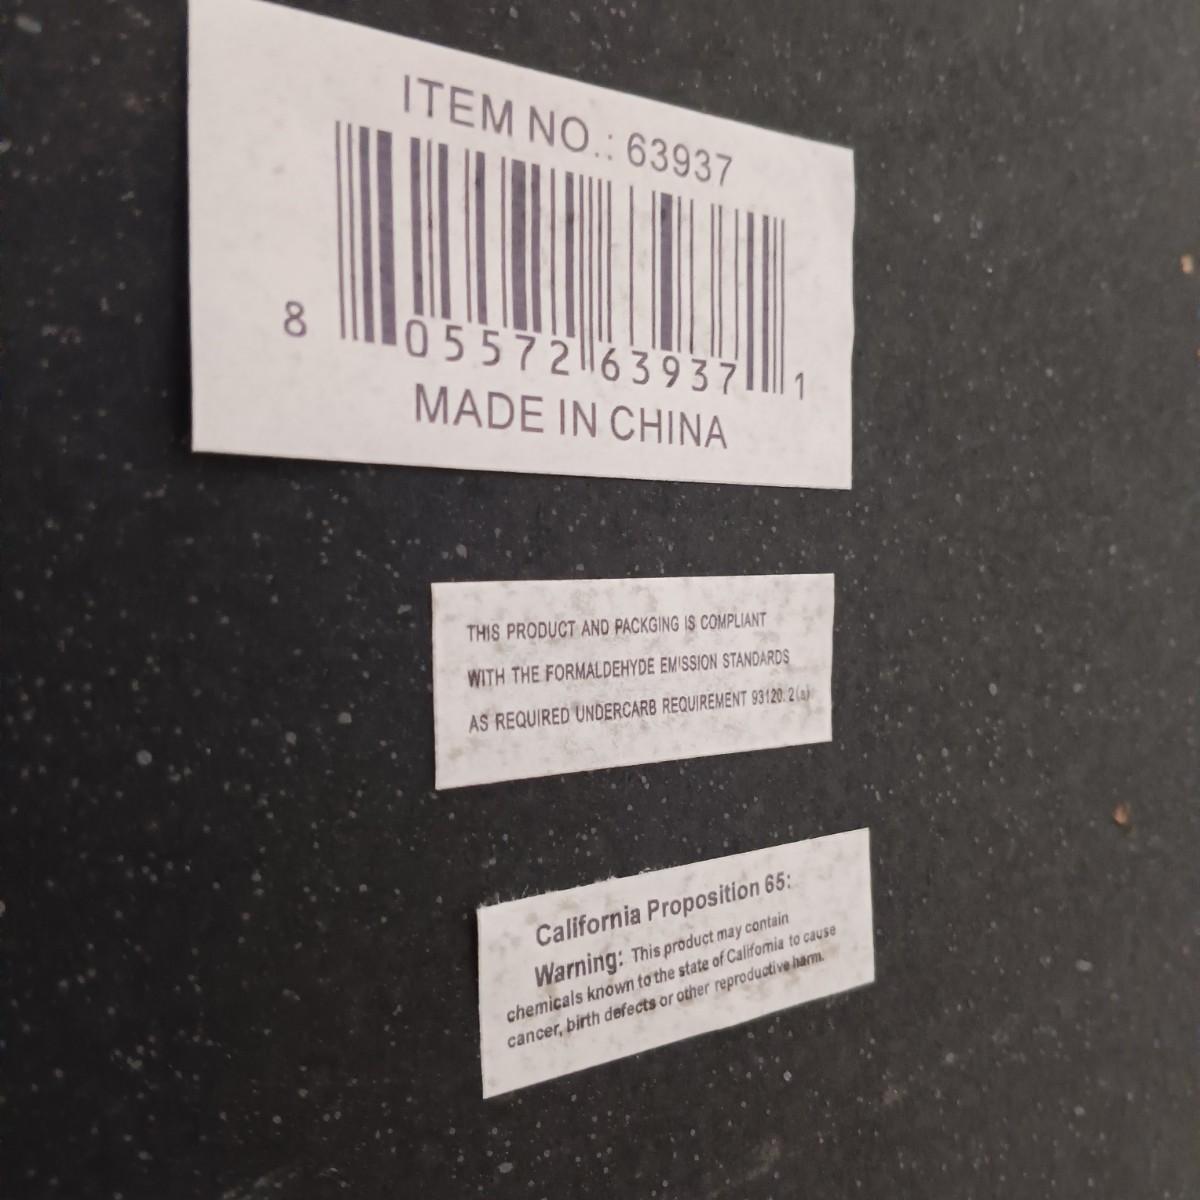 ITEM NO.: 63937
8 05572 63937 1
MADE IN CHINA
THIS PRODUCT AND PACKGING IS COMPLIANT
WITH THE FORMALDEHYDE EMISSION STANDARDS
AS REQUIRED UNDERCARB REQUIREMENT 93120.2(a)
California Proposition 65:
Warning: This product may contain
chemicals known to the state of California to cause
cancer, birth defects or other reproductive harm.